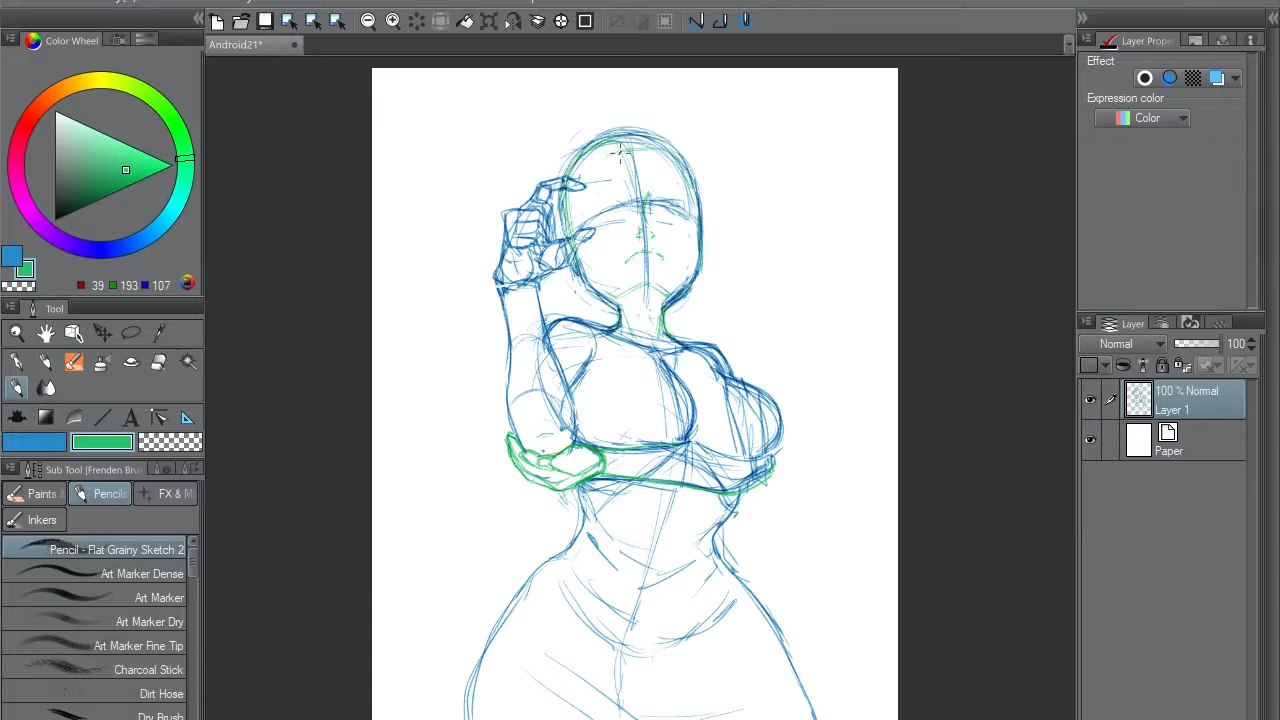 Color Wheel
Android21*
Layer Prope
Effect
Expression color
Color
39 193 107
Tool
Sub Tool [Frenden Bru
Paints &
Pencils
FX & M
Inkers
Pencil - Flat Grainy Sketch 2
Art Marker Dense
Art Marker
Art Marker Dry
Art Marker Fine Tip
Charcoal Stick
Dirt Hose
Dry Brush
Layer
Normal
100
100 % Normal
Layer 1
Paper